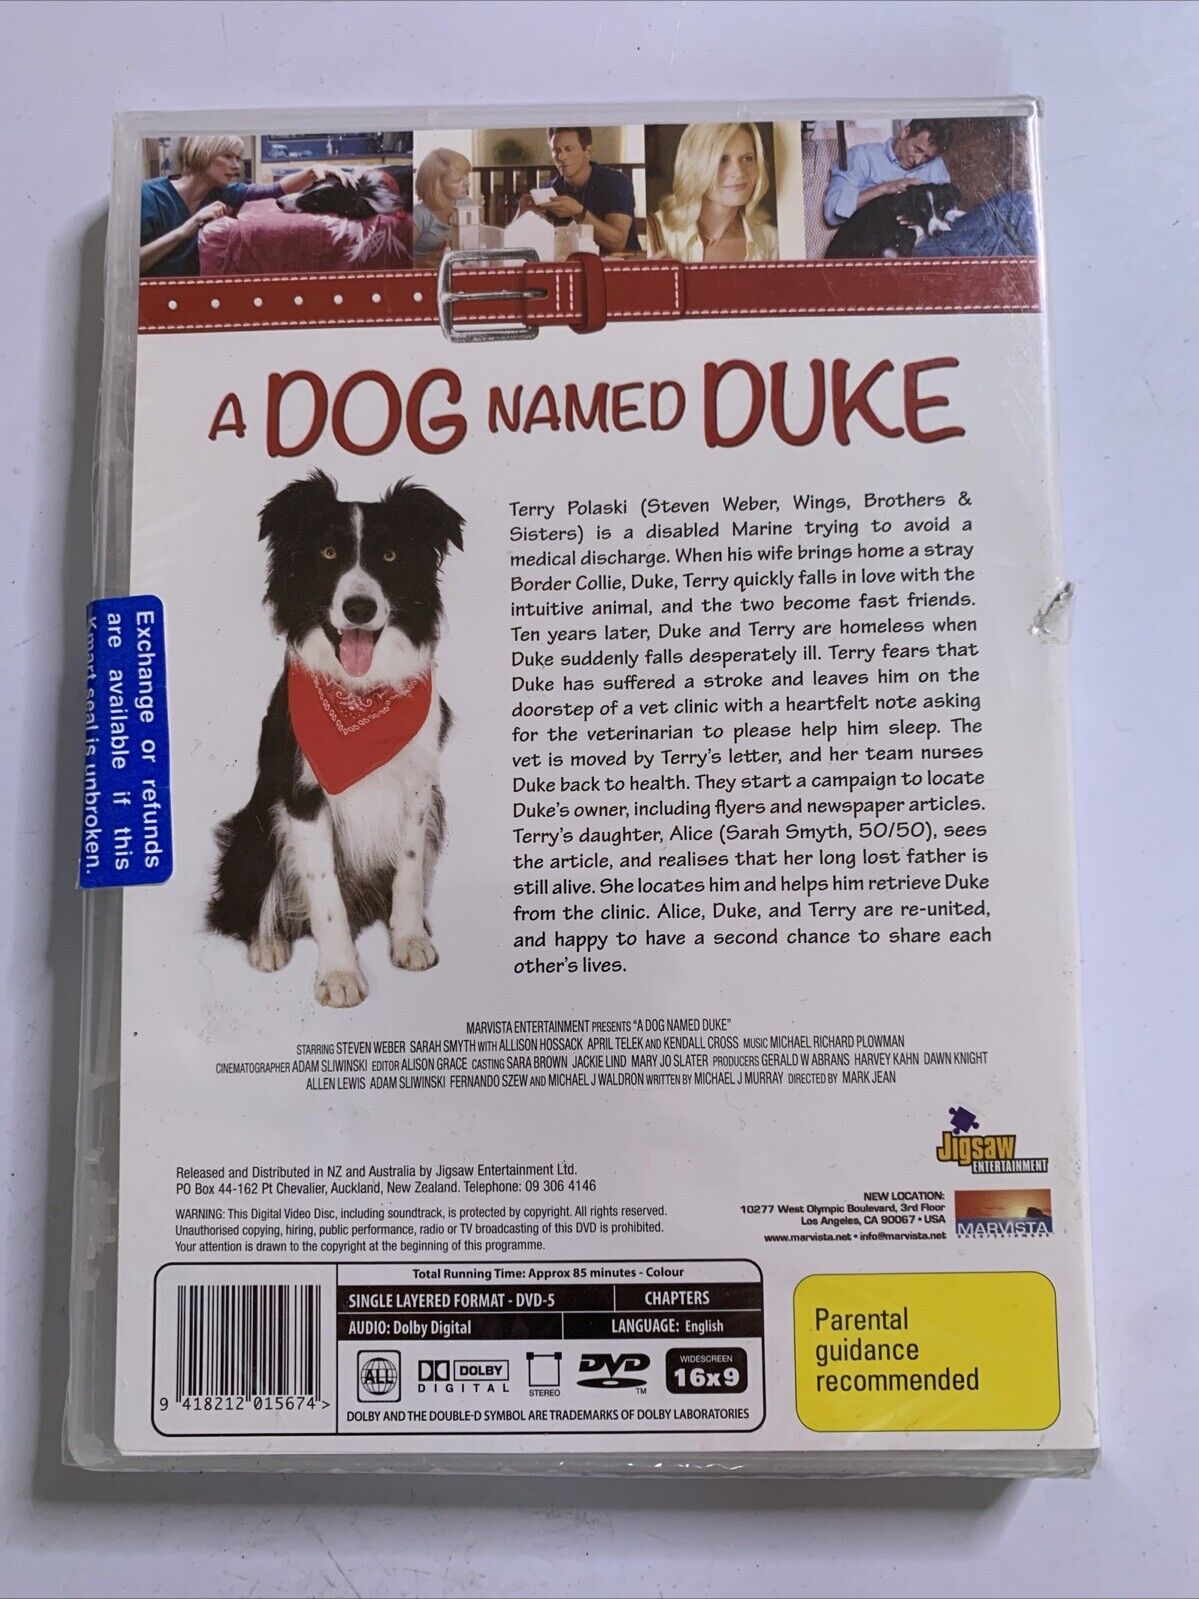 A DOG NAMED DUKE
Terry Polaski (Steven Weber, Wings, Brothers &
Sisters) is a disabled Marine trying to avoid a
medical discharge. When his wife brings home a stray
Border Collie, Duke, Terry quickly falls in love with the
intuitive animal, and the two become fast friends.
Ten years later, Duke and Terry are homeless when
Duke suddenly falls desperately ill. Terry fears that
Duke has suffered a stroke and leaves him on the
doorstep of a vet clinic with a heartfelt note asking
for the veterinarian to please help him sleep. The
vet is moved by Terry's letter, and her team nurses
Duke back to health. They start a campaign to locate
Duke's owner, including flyers and newspaper articles.
Terry's daughter, Alice (Sarah Smyth, 50/50), sees
the article, and realises that her long lost father is
still alive. She locates him and helps him retrieve Duke
from the clinic. Alice, Duke, and Terry are re-united,
and happy to have a second chance to share each
other's lives.
Exchange or refunds
are available if this
Kmart seal is unbroken.
MARVISTA ENTERTAINMENT PRESENTS "A DOG NAMED DUKE"
STARRING STEVEN WEBER SARAH SMYTH WITH ALLISON HOSSACK APRIL TELEK AND KENDALL CROSS MUSIC MICHAEL RICHARD PLOWMAN
CINEMATOGRAPHER ADAM SLIWINSKI EDITOR ALISON GRACE CASTING SARA BROWN JACKIE LIND MARY JO SLATER PRODUCERS GERALD W ABRANS HARVEY KAHN DAWN KNIGHT
ALLEN LEWIS ADAM SLIWINSKI FERNANDO SZEW AND MICHAEL J WALDRON WRITTEN BY MICHAEL J MURRAY DIRECTED BY MARK JEAN
Jigsaw
ENTERTAINMENT
Released and Distributed in NZ and Australia by Jigsaw Entertainment Ltd.
PO Box 44-162 Pt Chevalier, Auckland, New Zealand. Telephone: 09 306 4146
WARNING: This Digital Video Disc, including soundtrack, is protected by copyright. All rights reserved.
Unauthorised copying, hiring, public performance, radio or TV broadcasting of this DVD is prohibited.
Your attention is drawn to the copyright at the beginning of this programme.
NEW LOCATION:
10277 West Olympic Boulevard, 3rd Floor
Los Angeles, CA 90067 • USA
www.marvista.net • info@marvista.net
MARVISTA
entertainment
Total Running Time: Approx 85 minutes - Colour
SINGLE LAYERED FORMAT - DVD-5 CHAPTERS
AUDIO: Dolby Digital LANGUAGE: English
ALL
DOLBY
DIGITAL
STEREO
DVD
TM
WIDESCREEN
16x9
DOLBY AND THE DOUBLE-D SYMBOL ARE TRADEMARKS OF DOLBY LABORATORIES
9 418212 015674 >
Parental
guidance
recommended